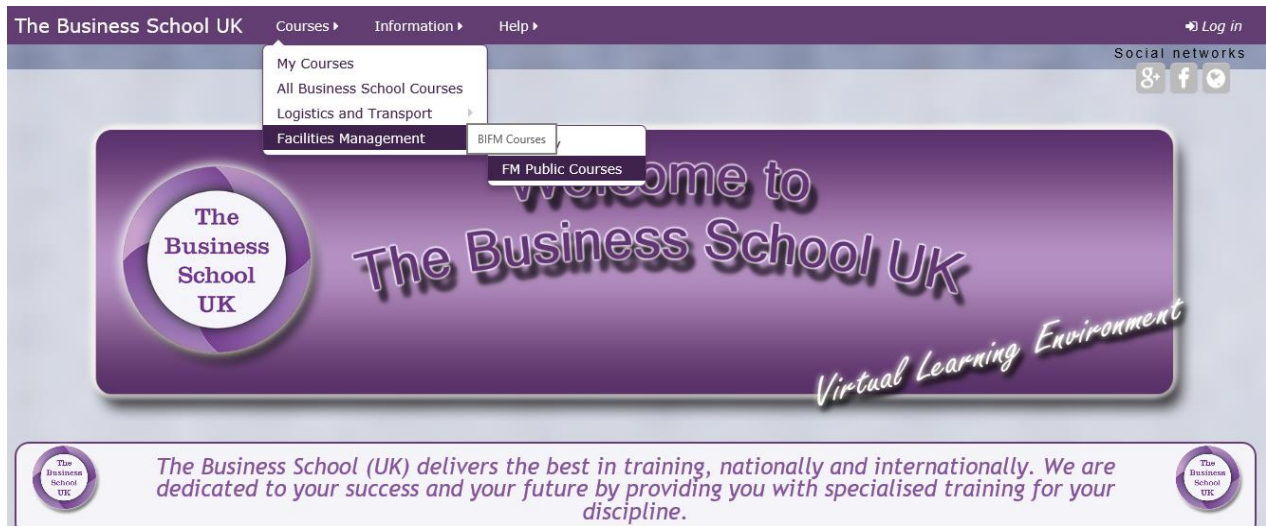 The Business School UK Courses Information Help Log in
Social networks
My Courses
All Business School Courses
Logistics and Transport
Facilities Management
BIFM Courses
FM Public Courses
The
Business
School
UK
Welcome to
The Business School UK
Virtual Learning Environment
The
Business
School
UK
The Business School (UK) delivers the best in training, nationally and internationally. We are
dedicated to your success and your future by providing you with specialised training for your
discipline.
The
Business
School
UK